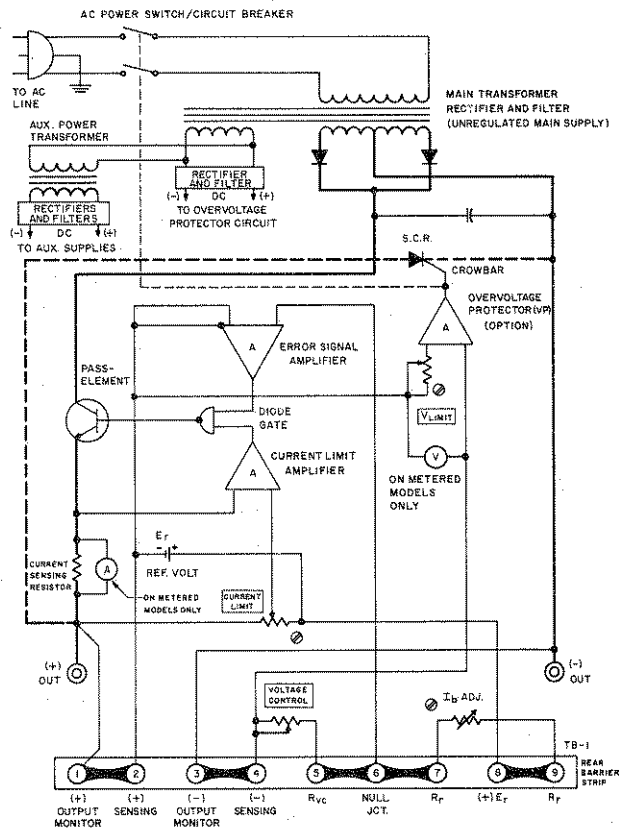 AC POWER SWITCH/CIRCUIT BREAKER
TO AC
LINE
MAIN TRANSFORMER
RECTIFIER AND FILTER
(UNREGULATED MAIN SUPPLY)
AUX. POWER
TRANSFORMER
RECTIFIER
AND FILTER
(-) DC (+)
TO OVERVOLTAGE
PROTECTOR CIRCUIT
RECTIFIERS
AND FILTERS
(-) DC (+)
TO AUX. SUPPLIES
S.C.R.
CROWBAR
OVERVOLTAGE
PROTECTOR (VP)
(OPTION)
A
A
ERROR SIGNAL
AMPLIFIER
PASS-
ELEMENT
DIODE
GATE
VLIMIT
CURRENT LIMIT
AMPLIFIER
A
V
ON METERED
MODELS
ONLY
Er
- +
REF. VOLT
CURRENT
SENSING
RESISTOR
A
ON METERED
MODELS ONLY
CURRENT
LIMIT
(+)
OUT
(-)
OUT
VOLTAGE
CONTROL
Ib ADJ.
TB-1
1 2 3 4 5 6 7 8 9
REAR
BARRIER
STRIP
(+)
OUTPUT
MONITOR
(+)
SENSING
(-)
OUTPUT
MONITOR
(-)
SENSING
RVC
NULL
JCT.
Rr
(+) Er
Rr